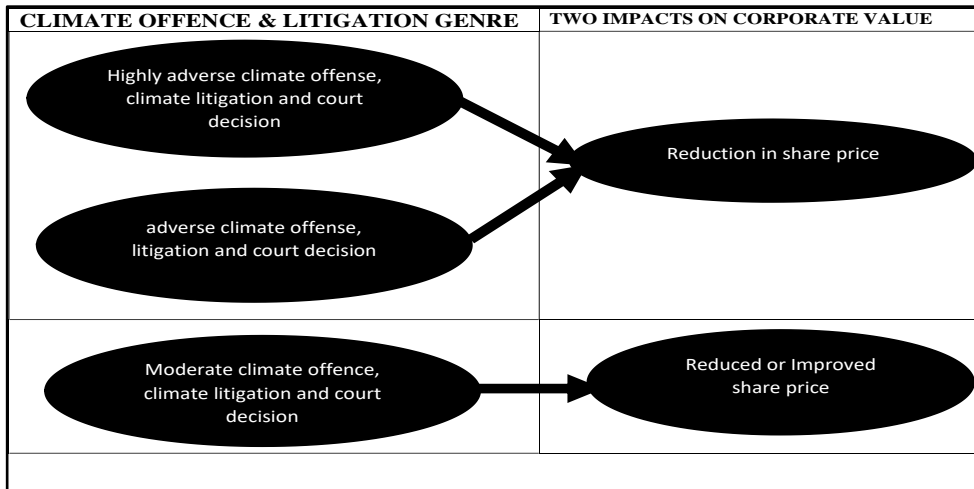 CLIMATE OFFENCE & LITIGATION GENRE
TWO IMPACTS ON CORPORATE VALUE
Highly adverse climate offense,
climate litigation and court
decision
Reduction in share price
adverse climate offense,
litigation and court decision
Moderate climate offence,
climate litigation and court
decision
Reduced or Improved
share price